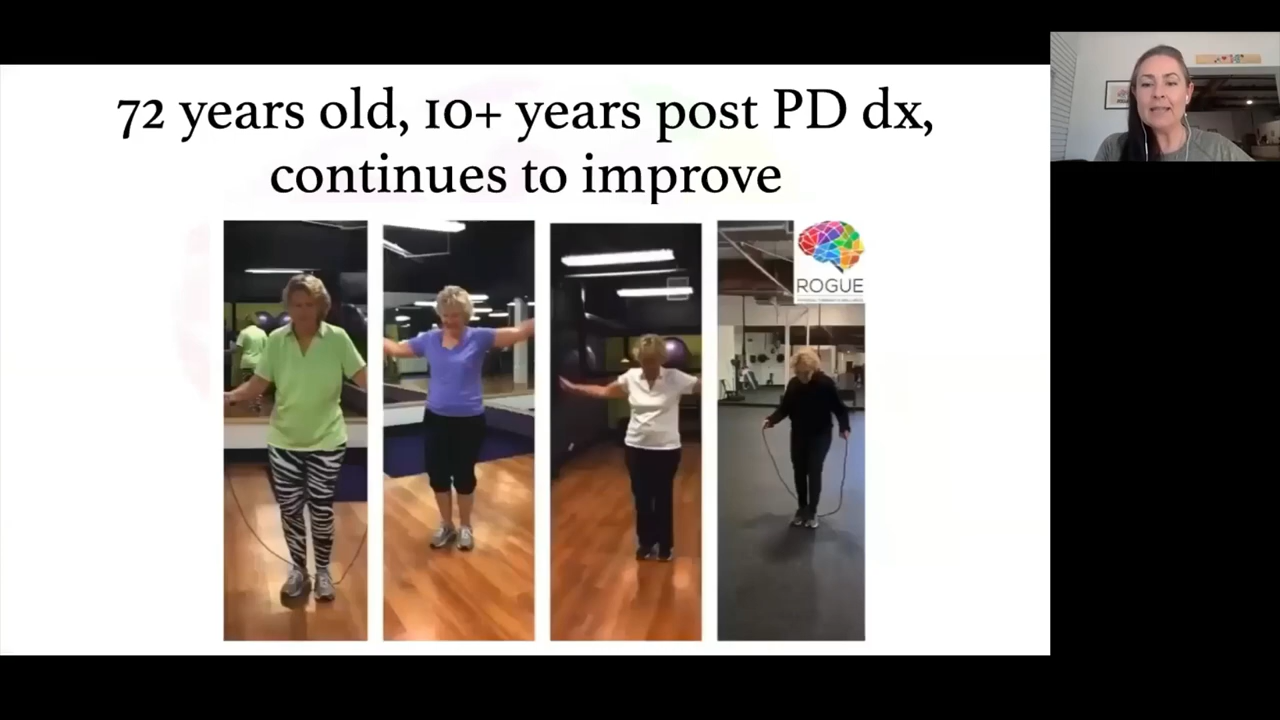 72 years old, 10+ years post PD dx,
continues to improve
ROGUE